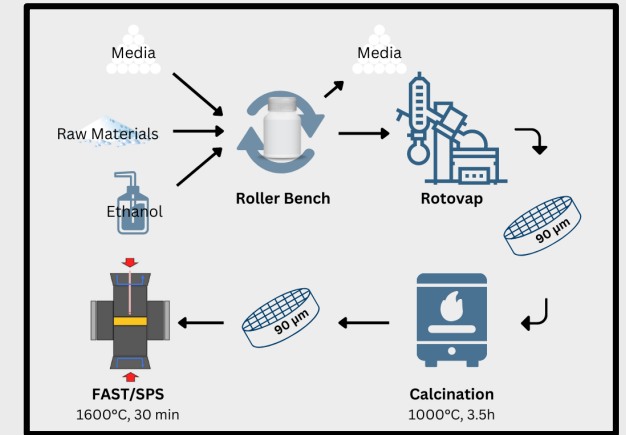 Media
Media
Raw Materials
Ethanol
Roller Bench
Rotovap
90 µm
90 µm
FAST/SPS
1600°C, 30 min
Calcination
1000°C, 3.5h